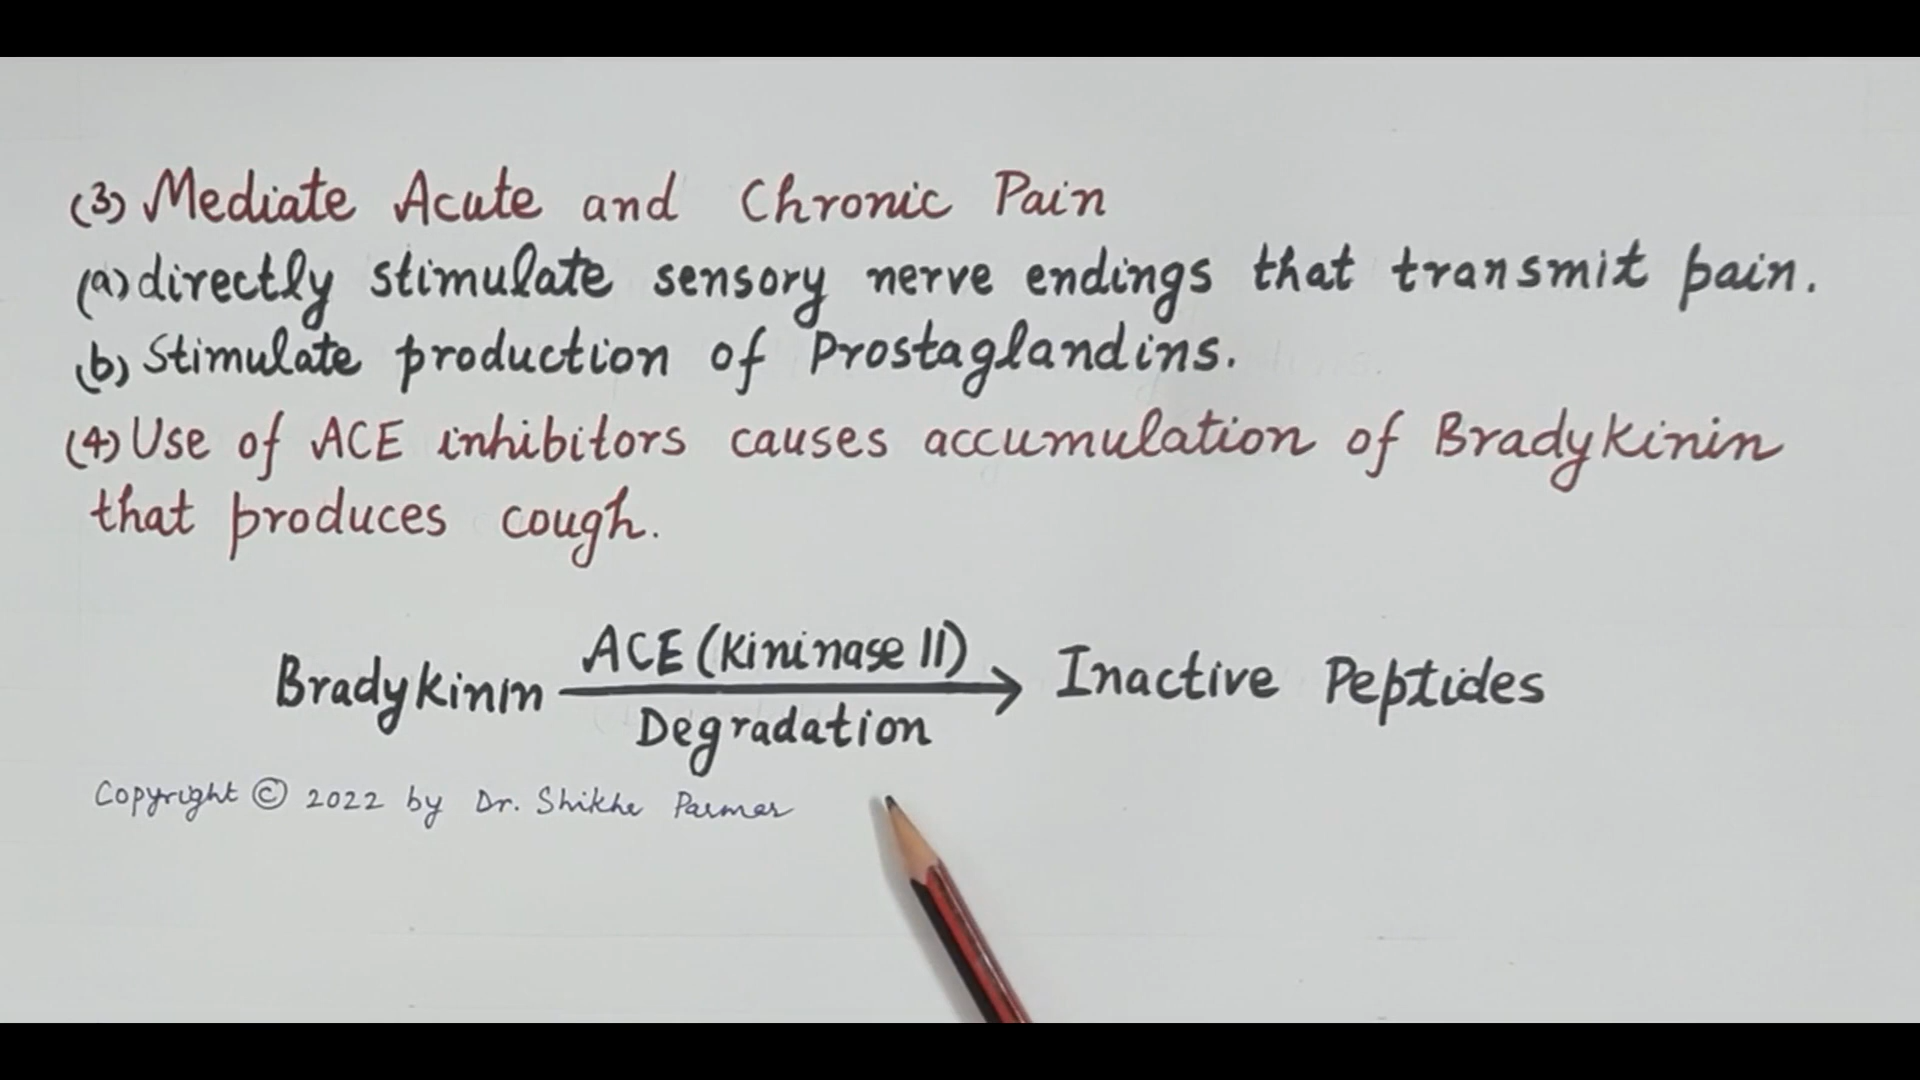 (3) Mediate Acute and Chronic Pain
(a) directly stimulate sensory nerve endings that transmit pain.
(b) Stimulate production of Prostaglandins.
(4) Use of ACE inhibitors causes accumulation of Bradykinin
that produces cough.
ACE (Kininase II)
Bradykinin → Inactive Peptides
Degradation
Copyright © 2022 by Dr. Shikha Parmar